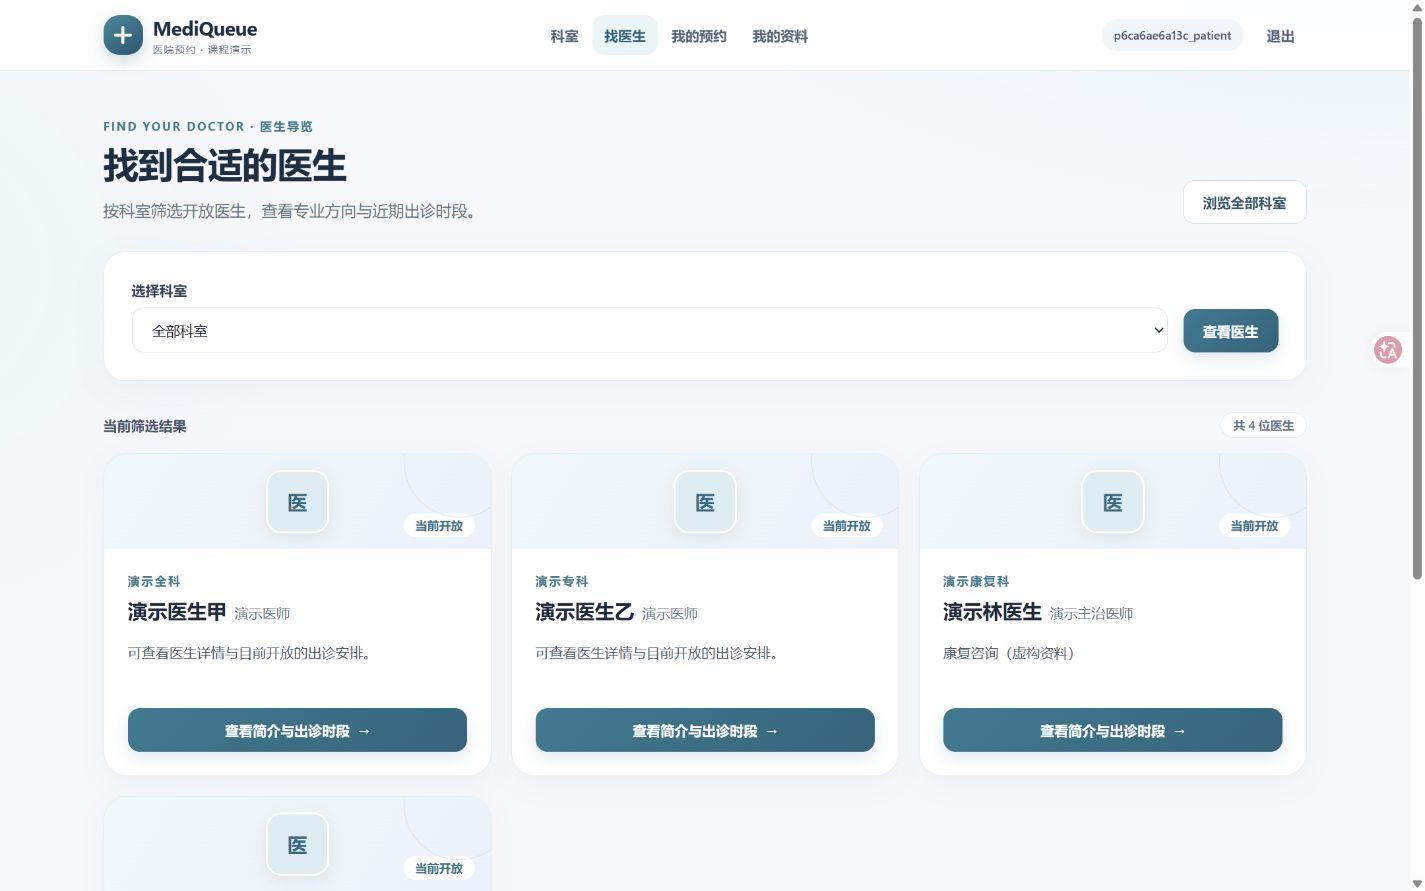 MediQueue
医院预约 · 课程演示
科室
找医生
我的预约
我的资料
p6ca6ae6a13c_patient
退出
FIND YOUR DOCTOR · 医生导览
找到合适的医生
按科室筛选开放医生，查看专业方向与近期出诊时段。
浏览全部科室
选择科室
全部科室
查看医生
当前筛选结果
共 4 位医生
医
当前开放
演示全科
演示医生甲 演示医师
可查看医生详情与目前开放的出诊安排。
查看简介与出诊时段 →
医
当前开放
演示专科
演示医生乙 演示医师
可查看医生详情与目前开放的出诊安排。
查看简介与出诊时段 →
医
当前开放
演示康复科
演示林医生 演示主治医师
康复咨询（虚构资料）
查看简介与出诊时段 →
医
当前开放